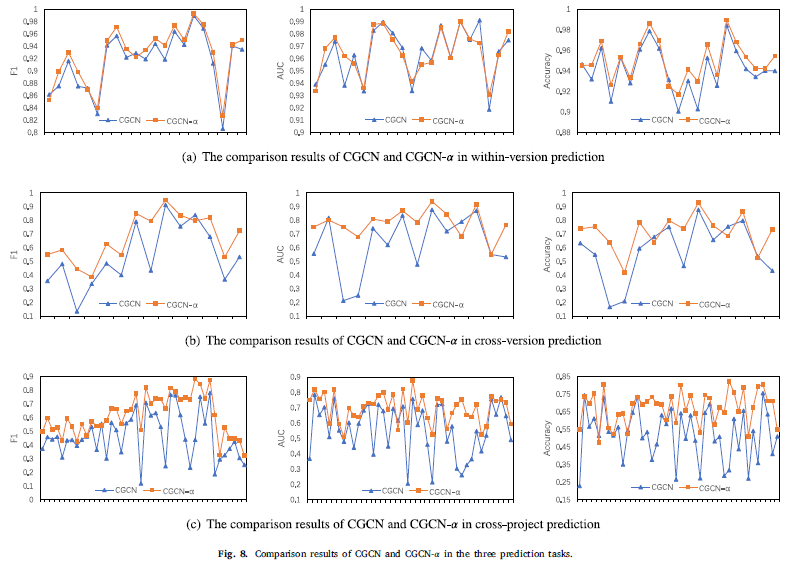 1
0.98
0.96
0.94
0.92
0.9
0.88
0.86
0.84
0.82
0.8
F1
CGCN
CGCN-α
1
0.99
0.98
0.97
0.96
0.95
0.94
0.93
0.92
0.91
0.9
AUC
CGCN
CGCN-α
1
0.98
0.96
0.94
0.92
0.9
0.88
Accuracy
CGCN
CGCN-α
(a) The comparison results of CGCN and CGCN-α in within-version prediction
1
0.9
0.8
0.7
0.6
0.5
0.4
0.3
0.2
0.1
F1
CGCN
CGCN-α
1
0.9
0.8
0.7
0.6
0.5
0.4
0.3
0.2
0.1
AUC
CGCN
CGCN-α
1
0.9
0.8
0.7
0.6
0.5
0.4
0.3
0.2
0.1
Accuracy
CGCN
CGCN-α
(b) The comparison results of CGCN and CGCN-α in cross-version prediction
0.9
0.8
0.7
0.6
0.5
0.4
0.3
0.2
0.1
0
F1
CGCN
CGCN-α
0.9
0.8
0.7
0.6
0.5
0.4
0.3
0.2
0.1
AUC
CGCN
CGCN-α
0.85
0.75
0.65
0.55
0.45
0.35
0.25
0.15
Accuracy
CGCN
CGCN-α
(c) The comparison results of CGCN and CGCN-α in cross-project prediction
Fig. 8. Comparison results of CGCN and CGCN-α in the three prediction tasks.